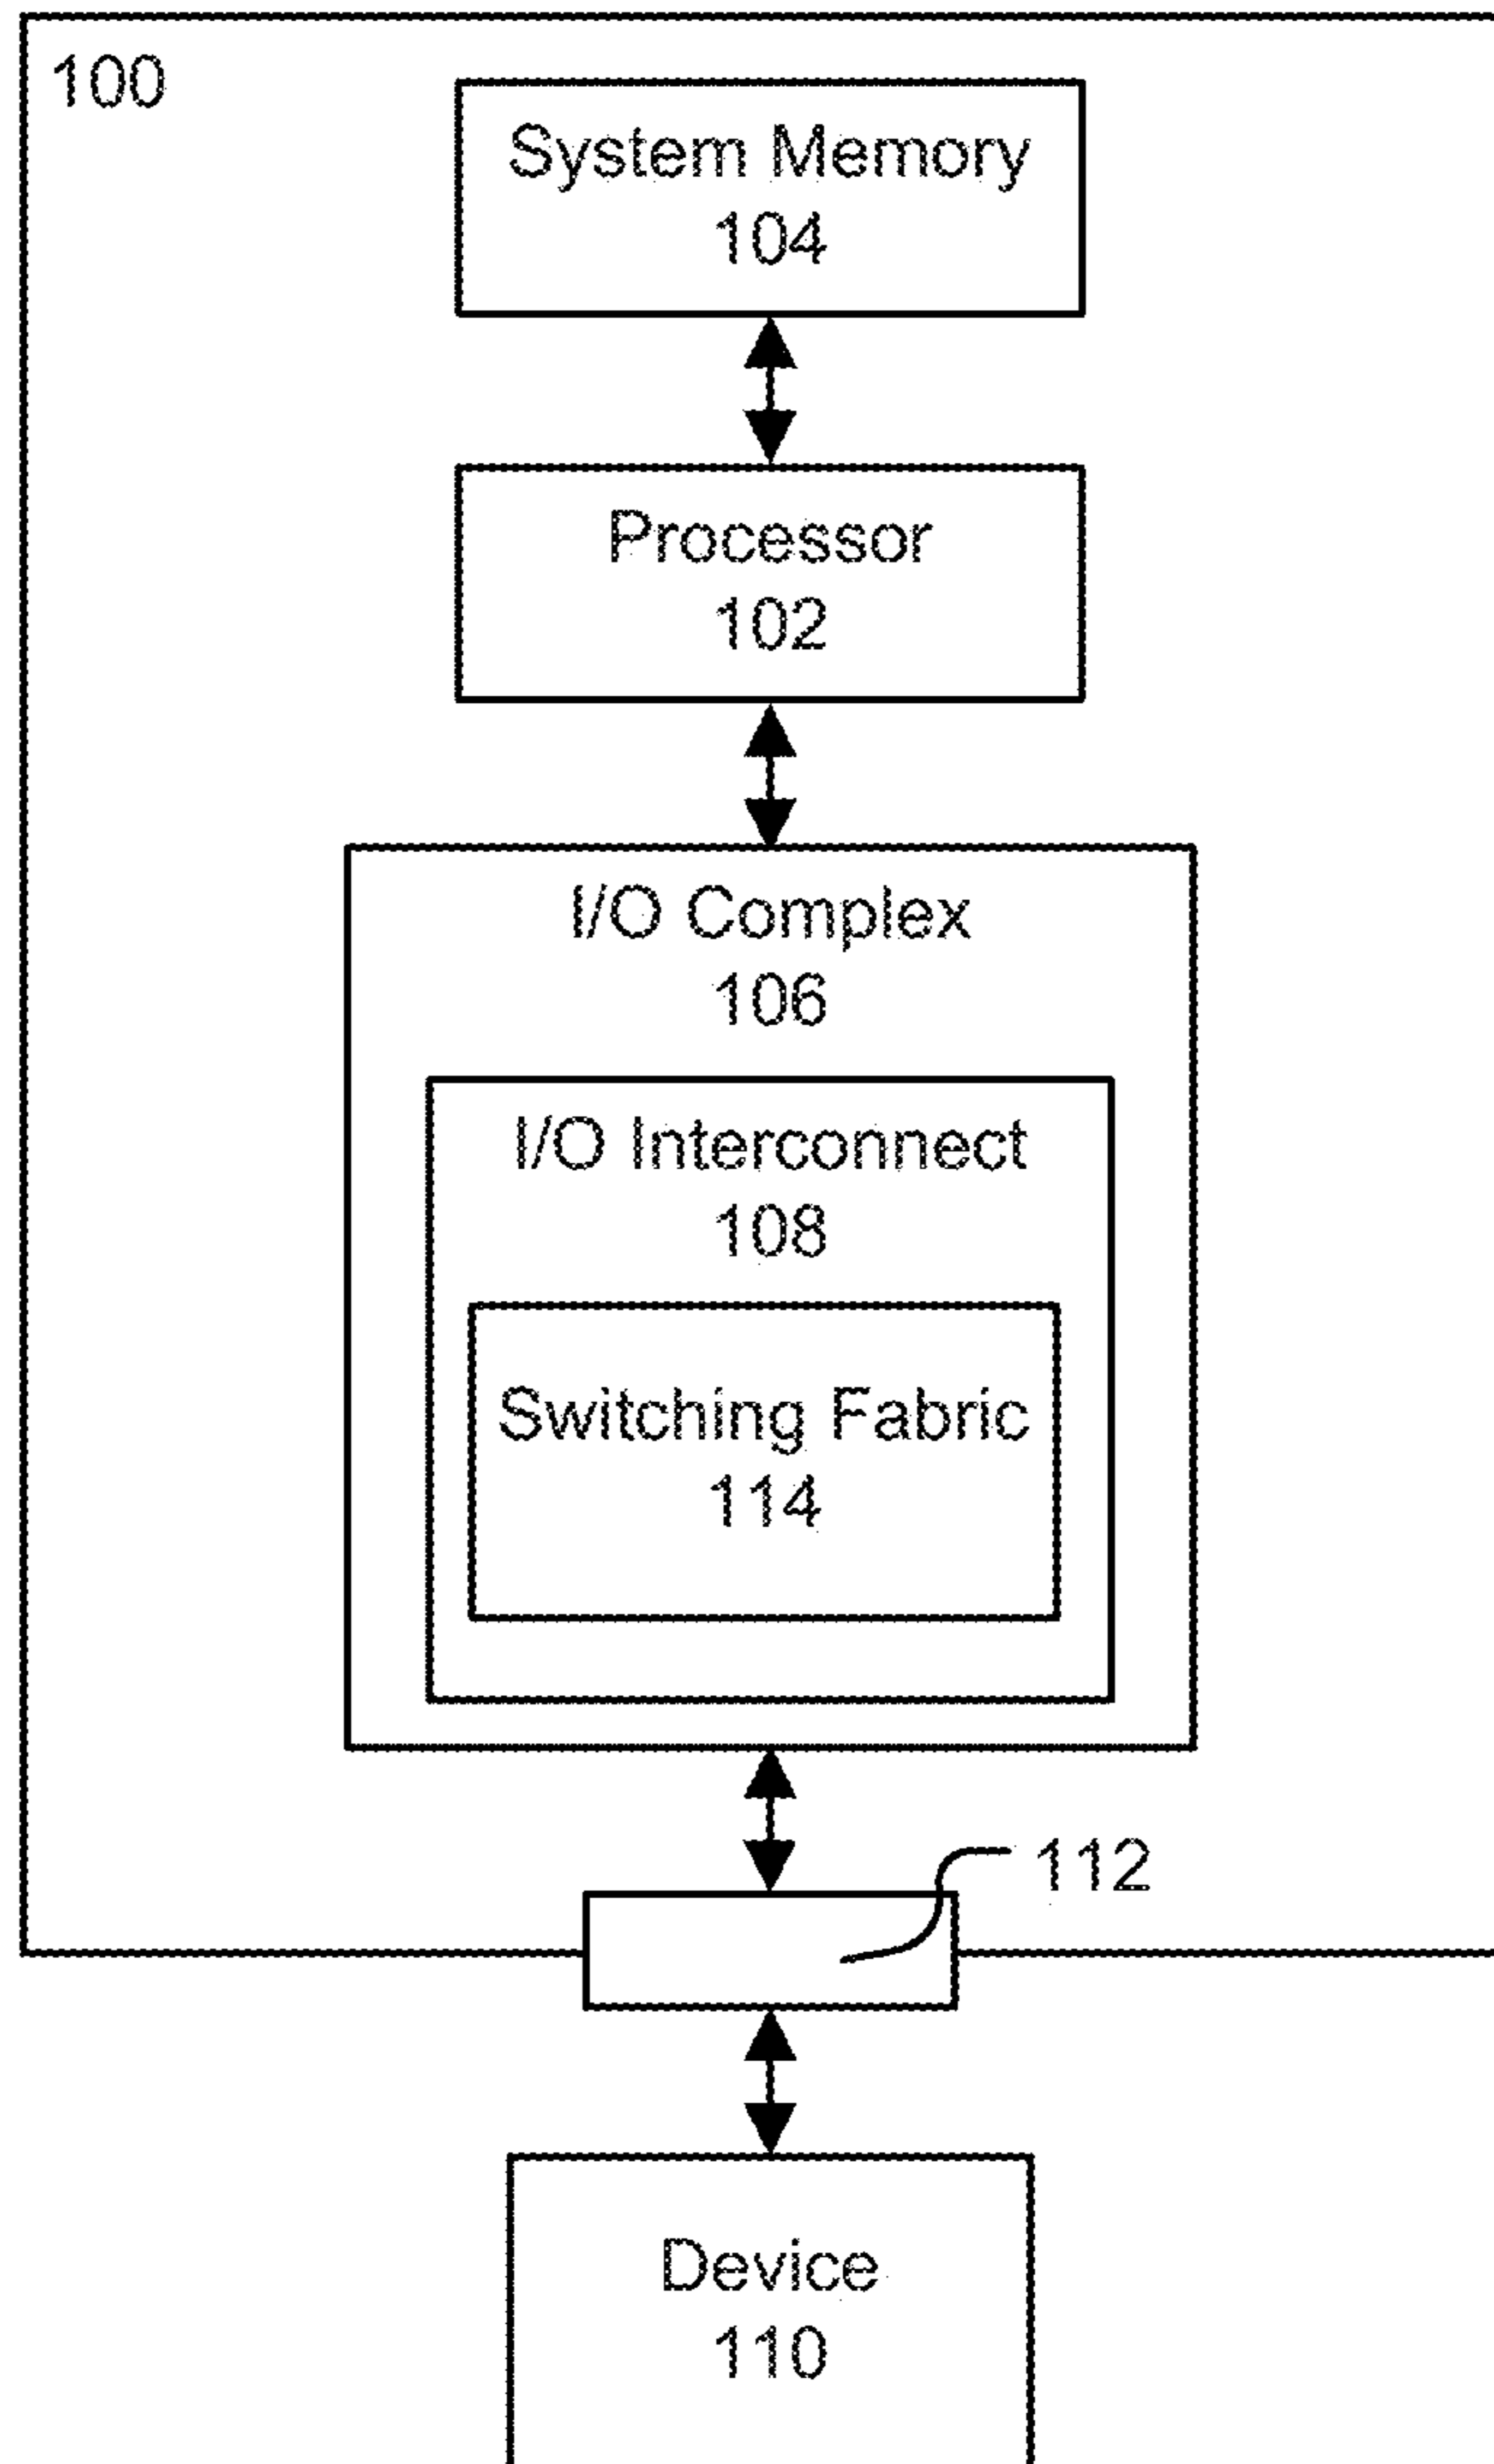 100
System Memory
104
Processor
102
I/O Complex
106
I/O Interconnect
108
Switching Fabric
114
112
Device
110